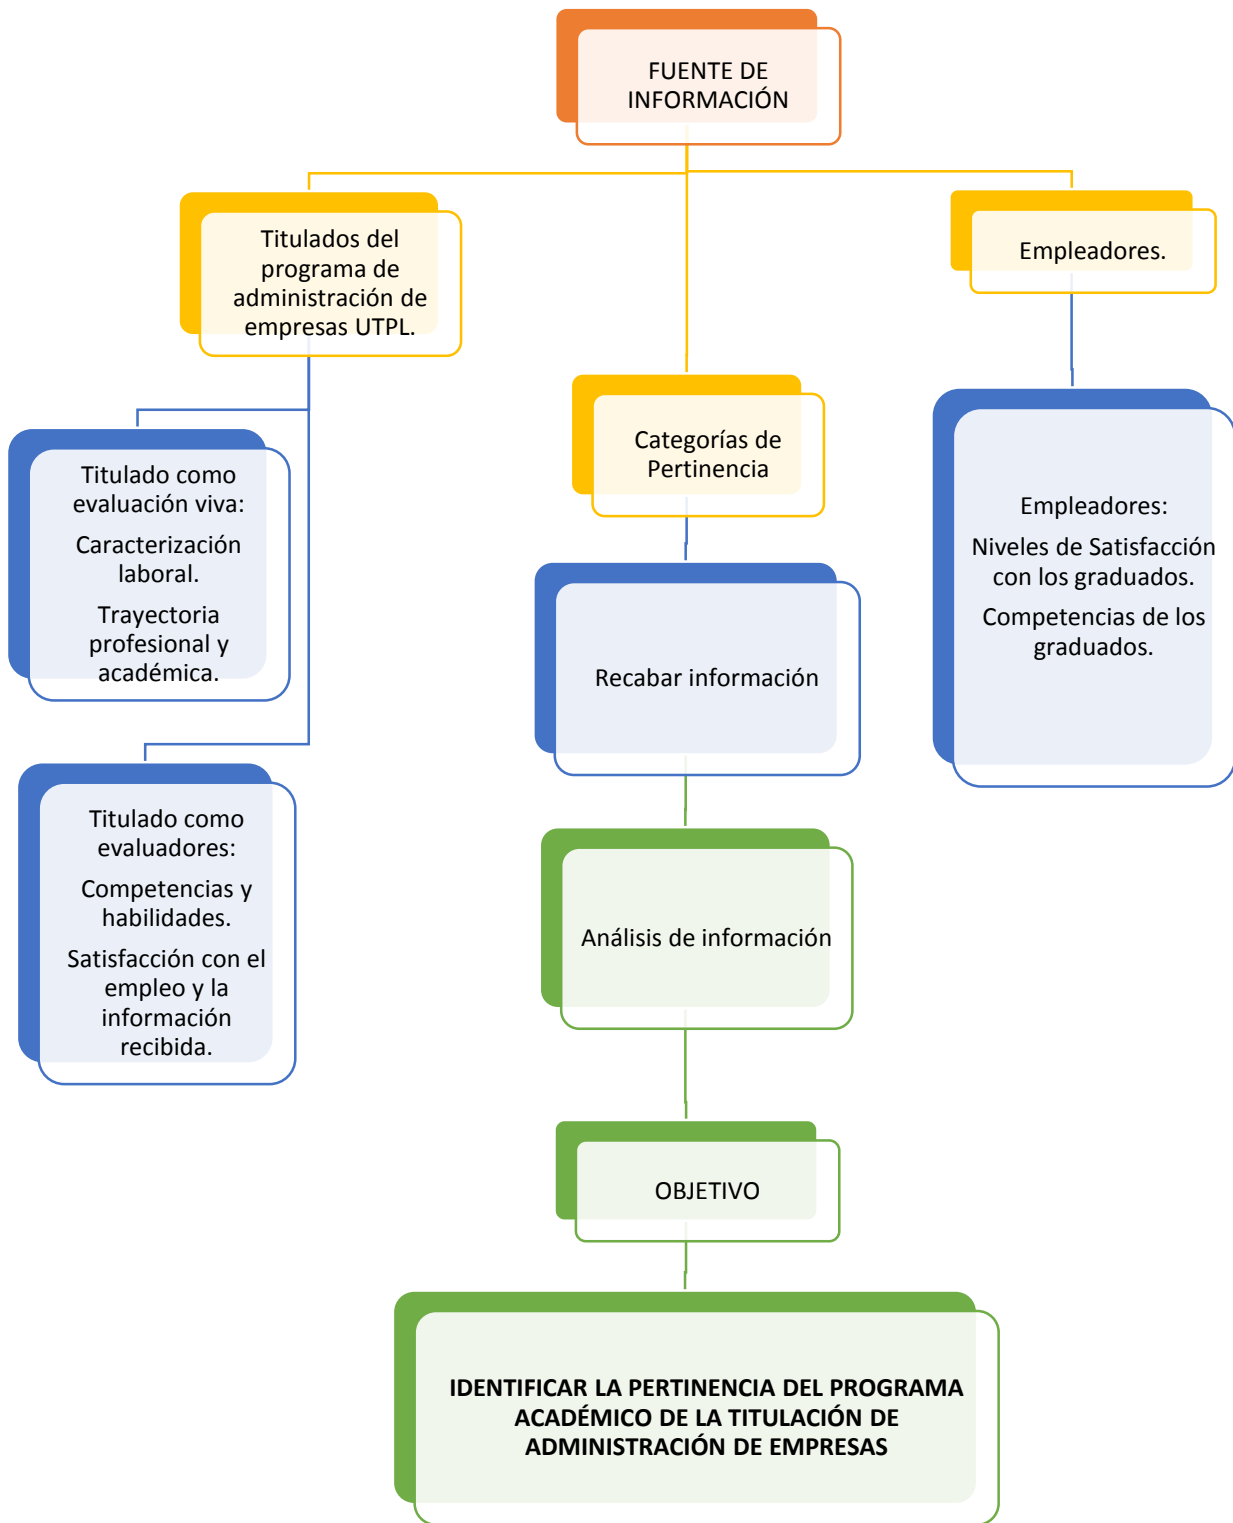 FUENTE DE
INFORMACIÓN
Titulados del
programa de
administración de
empresas UTPL.
Empleadores.
Categorías de
Pertinencia
Titulado como
evaluación viva:
Caracterización
laboral.
Trayectoria
profesional y
académica.
Empleadores:
Niveles de Satisfacción
con los graduados.
Competencias de los
graduados.
Recabar información
Titulado como
evaluadores:
Competencias y
habilidades.
Satisfacción con el
empleo y la
información
recibida.
Análisis de información
OBJETIVO
IDENTIFICAR LA PERTINENCIA DEL PROGRAMA
ACADÉMICO DE LA TITULACIÓN DE
ADMINISTRACIÓN DE EMPRESAS